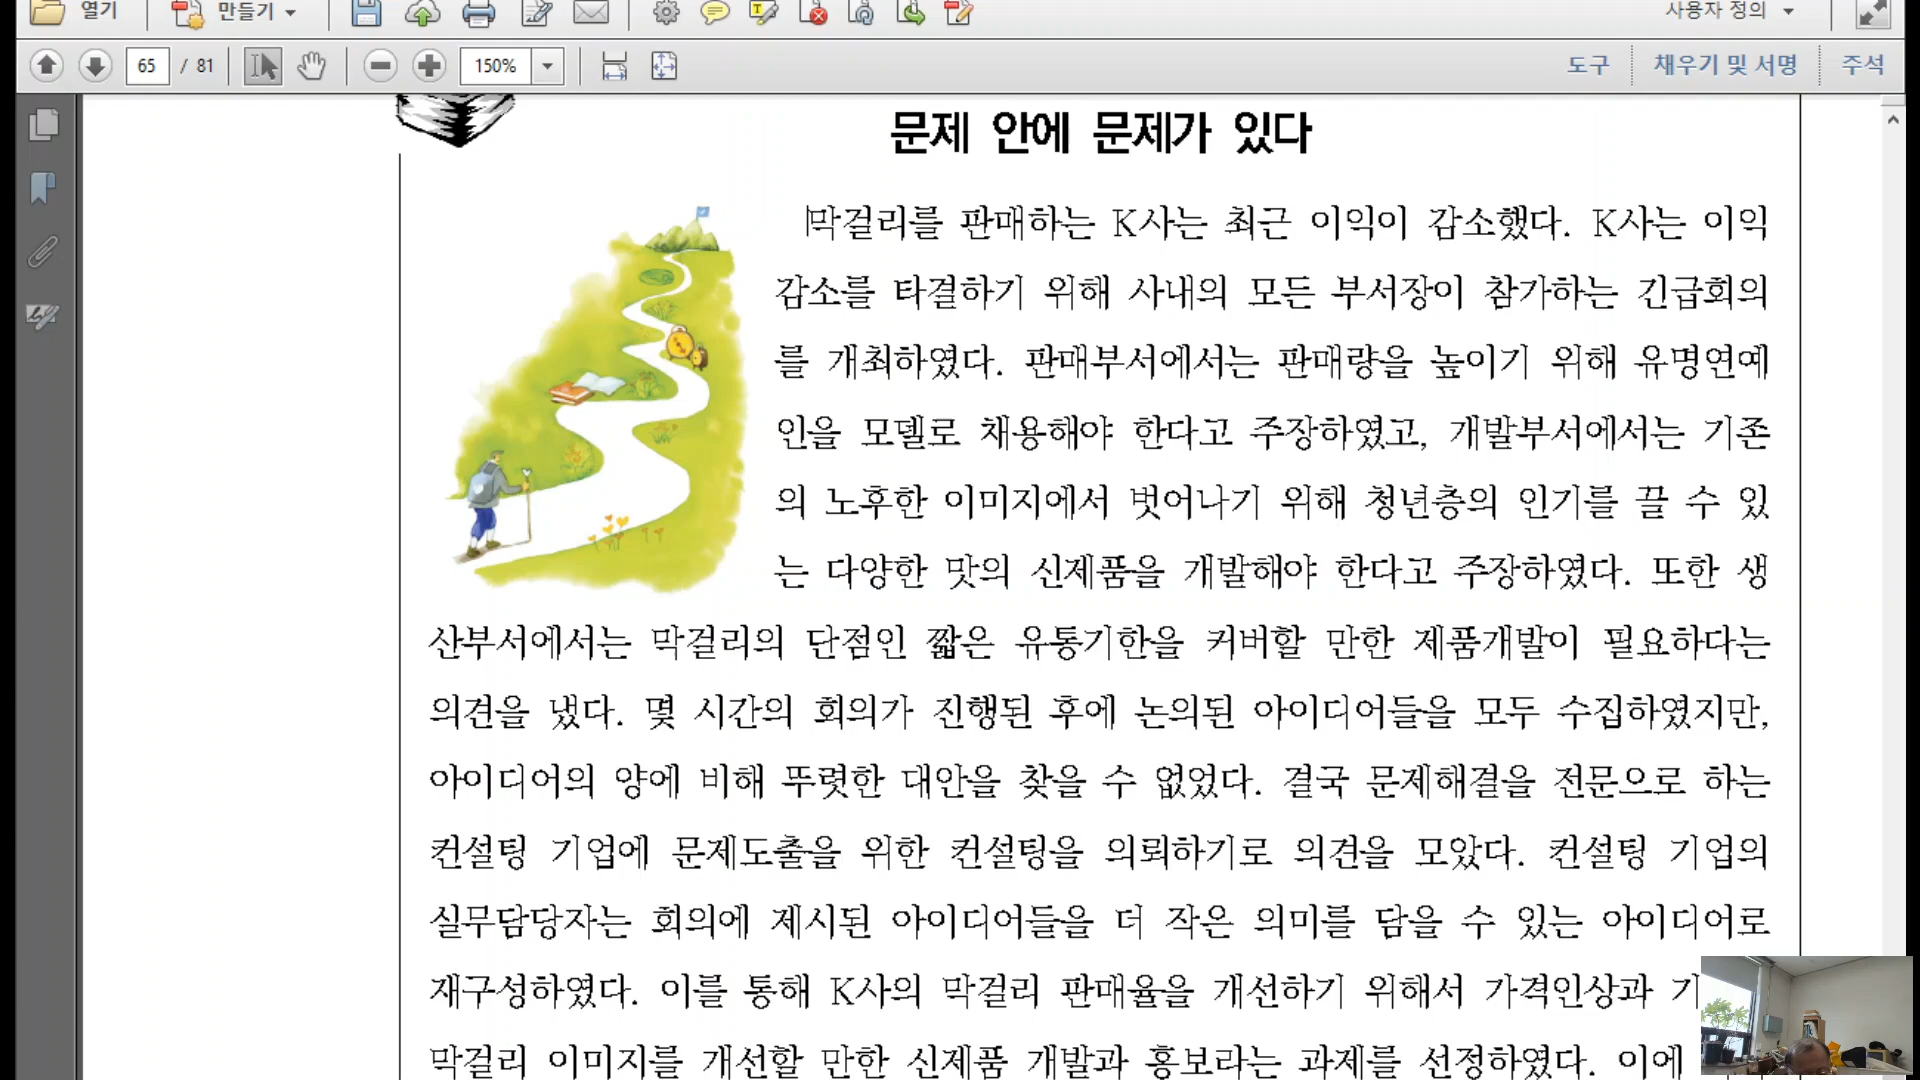 열기
만들기
사용자 정의
65 / 81
150%
도구
채우기 및 서명
주석
문제 안에 문제가 있다
막걸리를 판매하는 K사는 최근 이익이 감소했다. K사는 이익
감소를 타결하기 위해 사내의 모든 부서장이 참가하는 긴급회의
를 개최하였다. 판매부서에서는 판매량을 높이기 위해 유명연예
인을 모델로 채용해야 한다고 주장하였고, 개발부서에서는 기존
의 노후한 이미지에서 벗어나기 위해 청년층의 인기를 끌 수 있
는 다양한 맛의 신제품을 개발해야 한다고 주장하였다. 또한 생
산부서에서는 막걸리의 단점인 짧은 유통기한을 커버할 만한 제품개발이 필요하다는
의견을 냈다. 몇 시간의 회의가 진행된 후에 논의된 아이디어들을 모두 수집하였지만,
아이디어의 양에 비해 뚜렷한 대안을 찾을 수 없었다. 결국 문제해결을 전문으로 하는
컨설팅 기업에 문제도출을 위한 컨설팅을 의뢰하기로 의견을 모았다. 컨설팅 기업의
실무담당자는 회의에 제시된 아이디어들을 더 작은 의미를 담을 수 있는 아이디어로
재구성하였다. 이를 통해 K사의 막걸리 판매율을 개선하기 위해서 가격인상과 기
막걸리 이미지를 개선할 만한 신제품 개발과 홍보라는 과제를 선정하였다. 이에